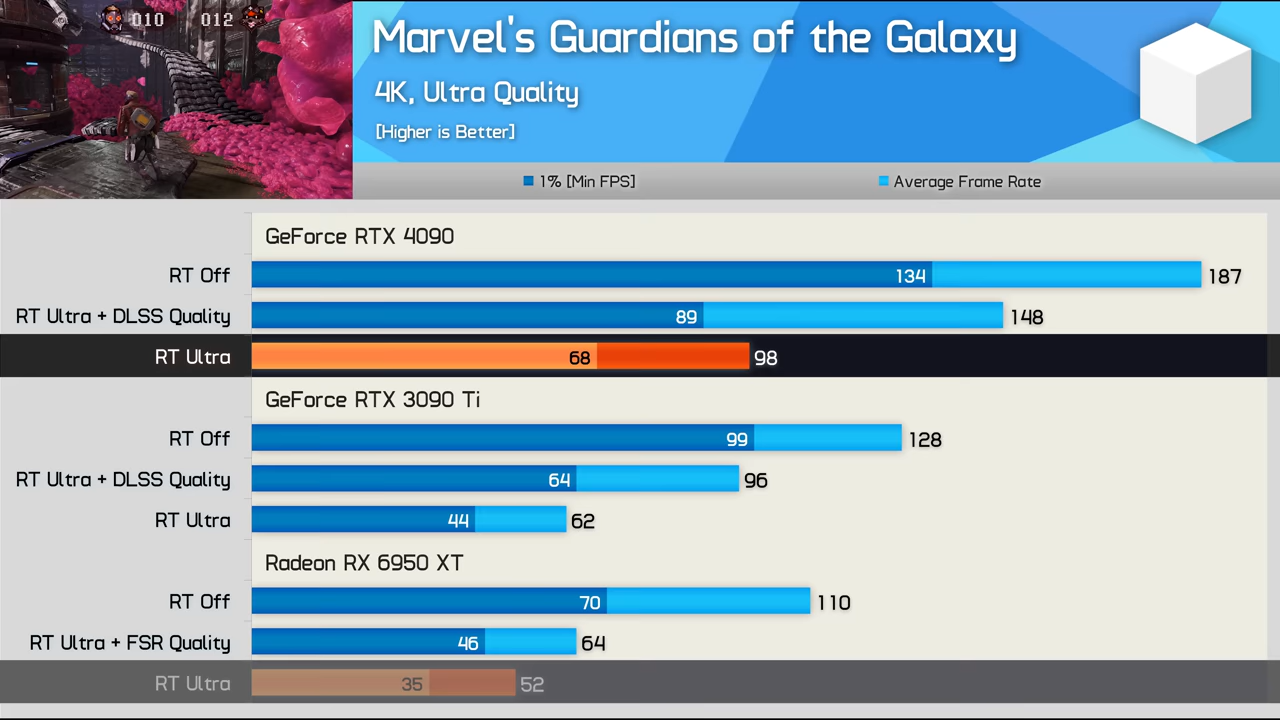 010 012
Marvel's Guardians of the Galaxy
4K, Ultra Quality
[Higher is Better]
1% [Min FPS] Average Frame Rate
GeForce RTX 4090
RT Off 134 187
RT Ultra + DLSS Quality 89 148
RT Ultra 68 98
GeForce RTX 3090 Ti
RT Off 99 128
RT Ultra + DLSS Quality 64 96
RT Ultra 44 62
Radeon RX 6950 XT
RT Off 70 110
RT Ultra + FSR Quality 46 64
RT Ultra 35 52